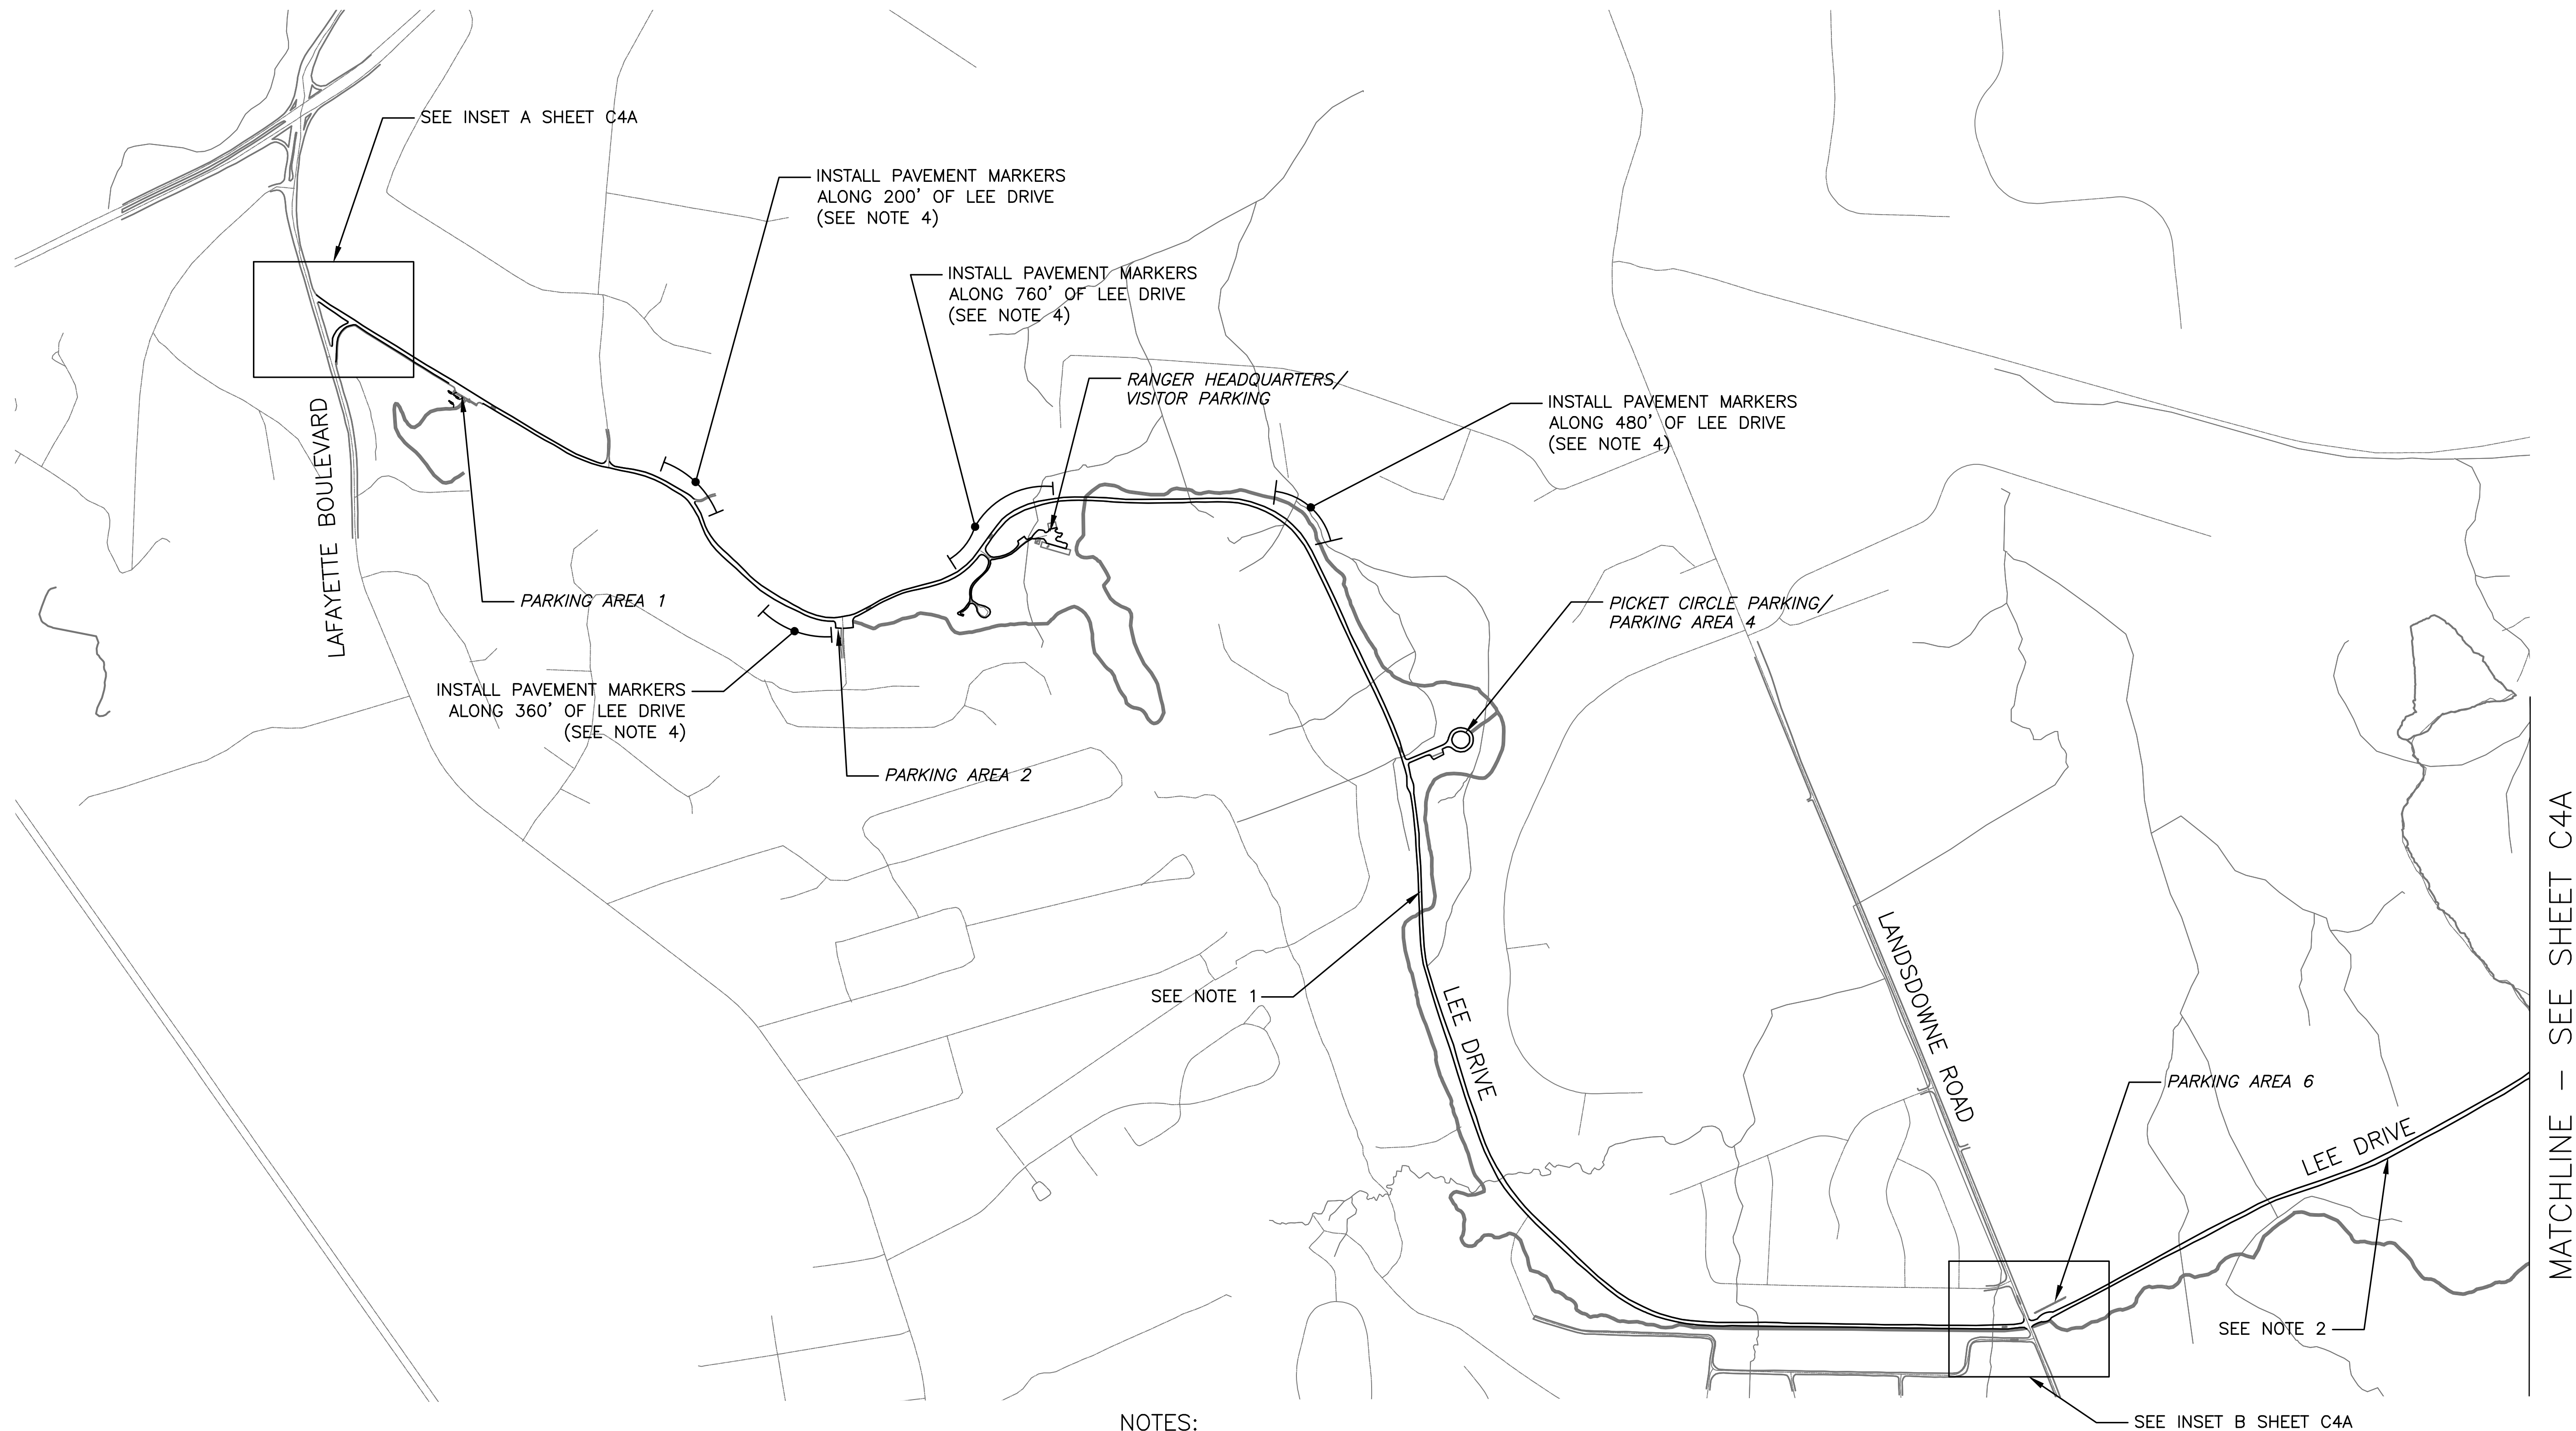 SEE INSET A SHEET C4A
INSTALL PAVEMENT MARKERS
ALONG 200' OF LEE DRIVE
(SEE NOTE 4)
INSTALL PAVEMENT MARKERS
ALONG 760' OF LEE DRIVE
(SEE NOTE 4)
RANGER HEADQUARTERS/
VISITOR PARKING
INSTALL PAVEMENT MARKERS
ALONG 480' OF LEE DRIVE
(SEE NOTE 4)
LAFAYETTE BOULEVARD
PARKING AREA 1
PICKET CIRCLE PARKING/
PARKING AREA 4
INSTALL PAVEMENT MARKERS
ALONG 360' OF LEE DRIVE
(SEE NOTE 4)
PARKING AREA 2
SEE NOTE 1
LEE DRIVE
LANDSDOWNE ROAD
PARKING AREA 6
LEE DRIVE
SEE NOTE 2
SEE INSET B SHEET C4A
MATCHLINE - SEE SHEET C4A
NOTES: